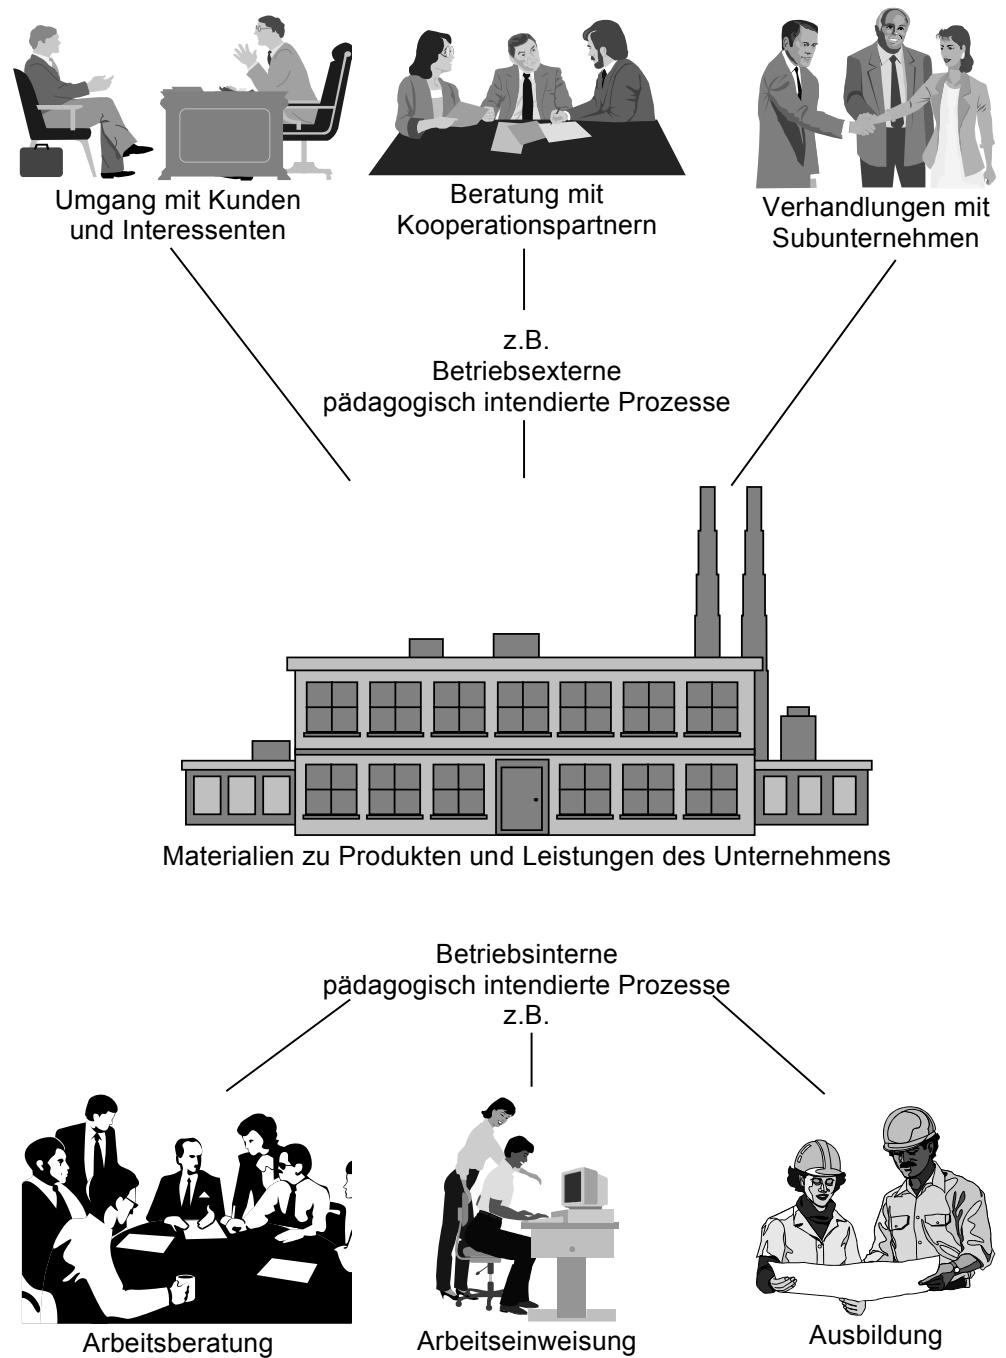 Umgang mit Kunden
und Interessenten
Beratung mit
Kooperationspartnern
Verhandlungen mit
Subunternehmen
z.B.
Betriebsexterne
pädagogisch intendierte Prozesse
Materialien zu Produkten und Leistungen des Unternehmens
Betriebsinterne
pädagogisch intendierte Prozesse
z.B.
Arbeitsberatung
Arbeitseinweisung
Ausbildung